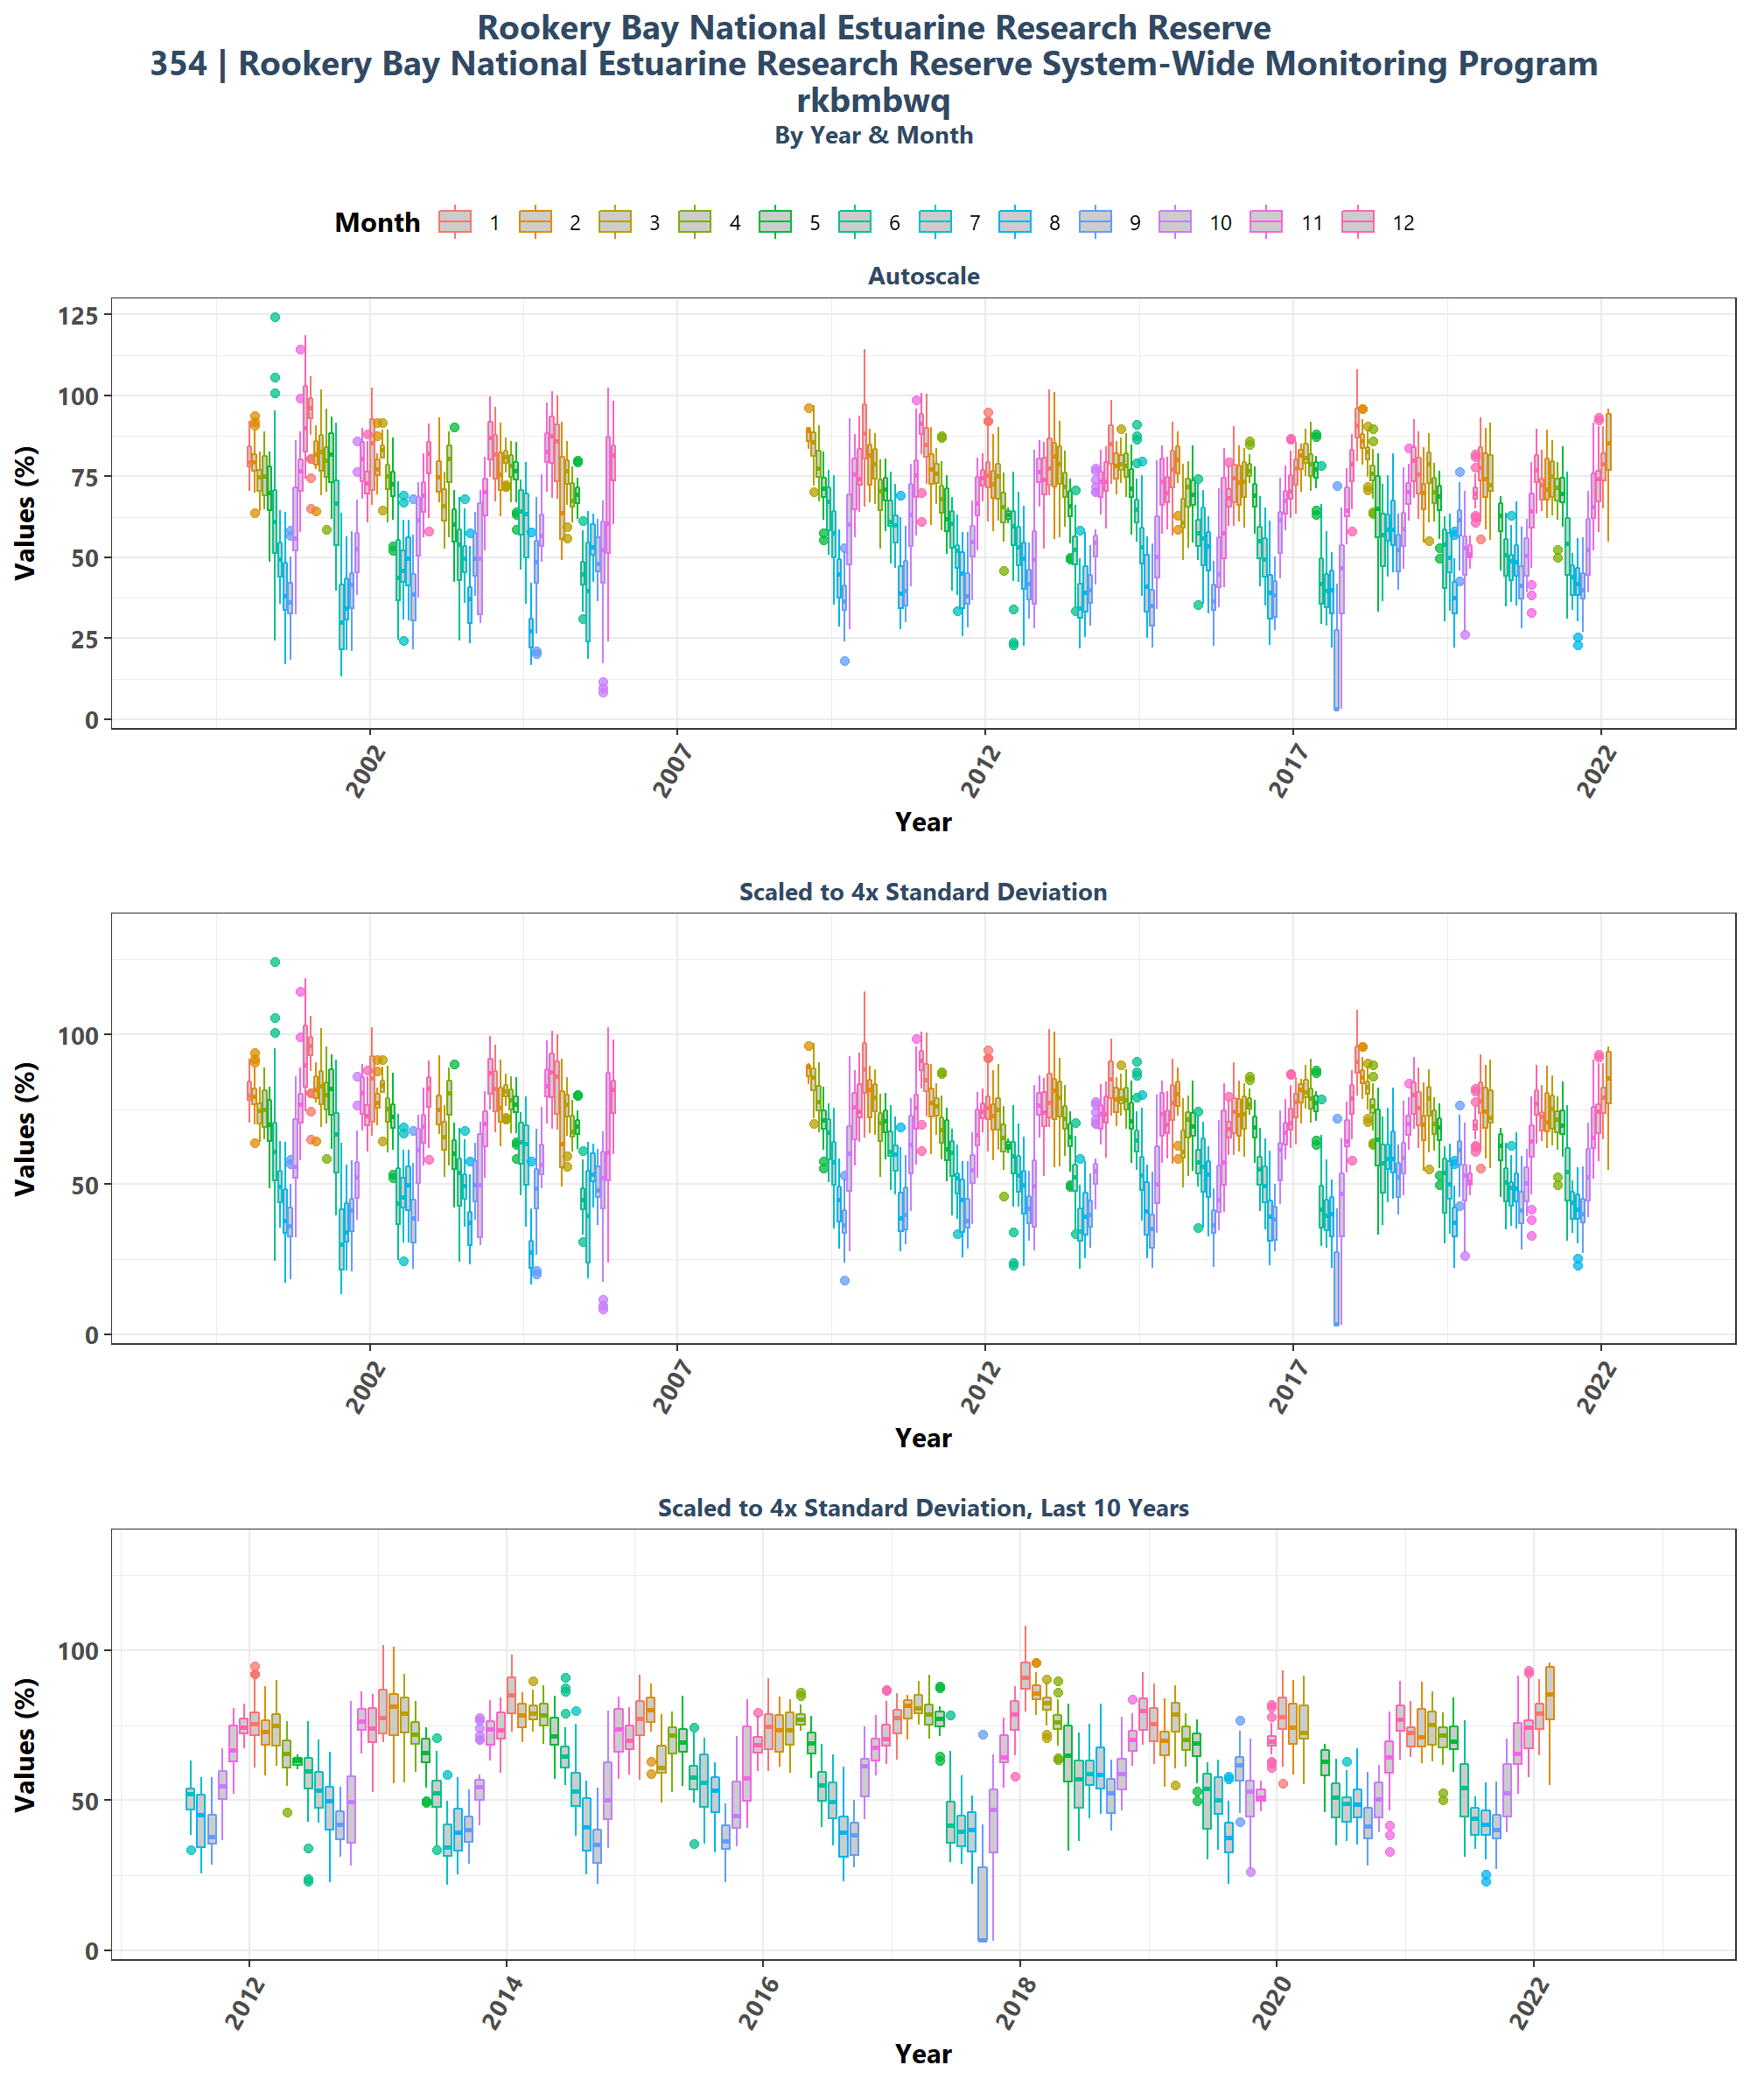 Rookery Bay National Estuarine Research Reserve
354 | Rookery Bay National Estuarine Research Reserve System-Wide Monitoring Program
rkbmbwq
By Year & Month
Month 1 2 3 4 5 6 7 8 9 10 11 12
Autoscale
125
100
75
50
25
0
Values (%)
2002 2007 2012 2017 2022
Year
Scaled to 4x Standard Deviation
100
50
0
Values (%)
2002 2007 2012 2017 2022
Year
Scaled to 4x Standard Deviation, Last 10 Years
100
50
0
Values (%)
2012 2014 2016 2018 2020 2022
Year